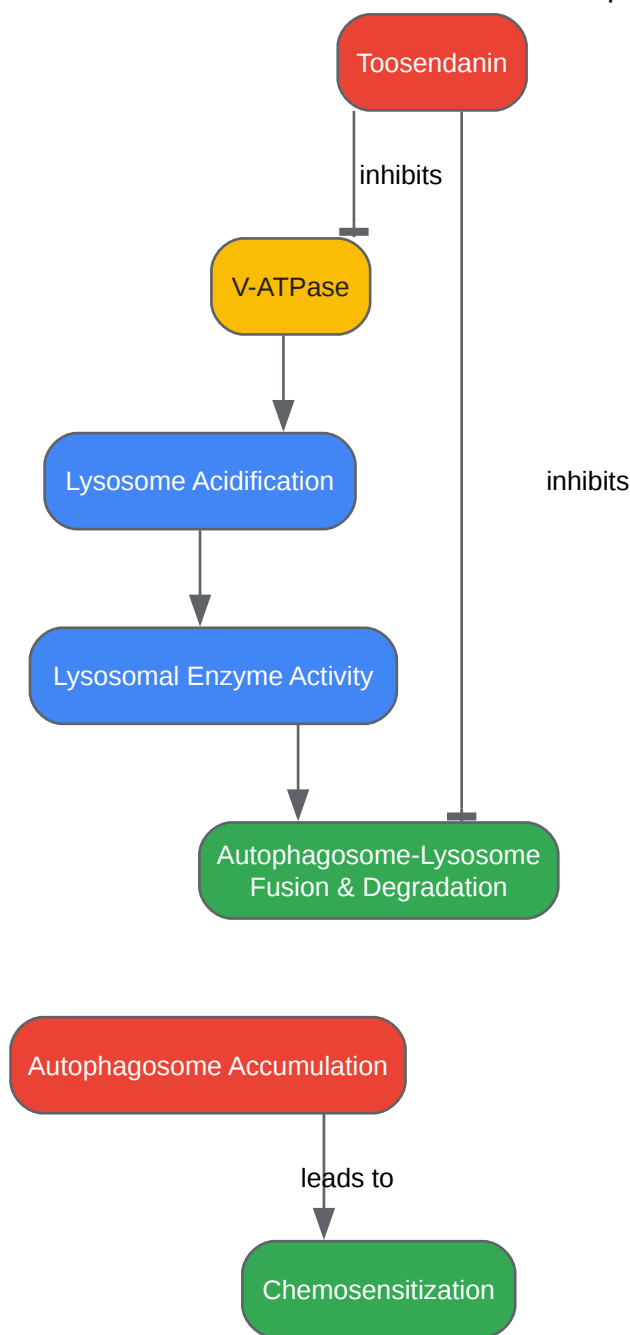 Toosendanin
inhibits
V-ATPase
Lysosome Acidification
inhibits
Lysosomal Enzyme Activity
Autophagosome-Lysosome
Fusion & Degradation
Autophagosome Accumulation
leads to
Chemosensitization